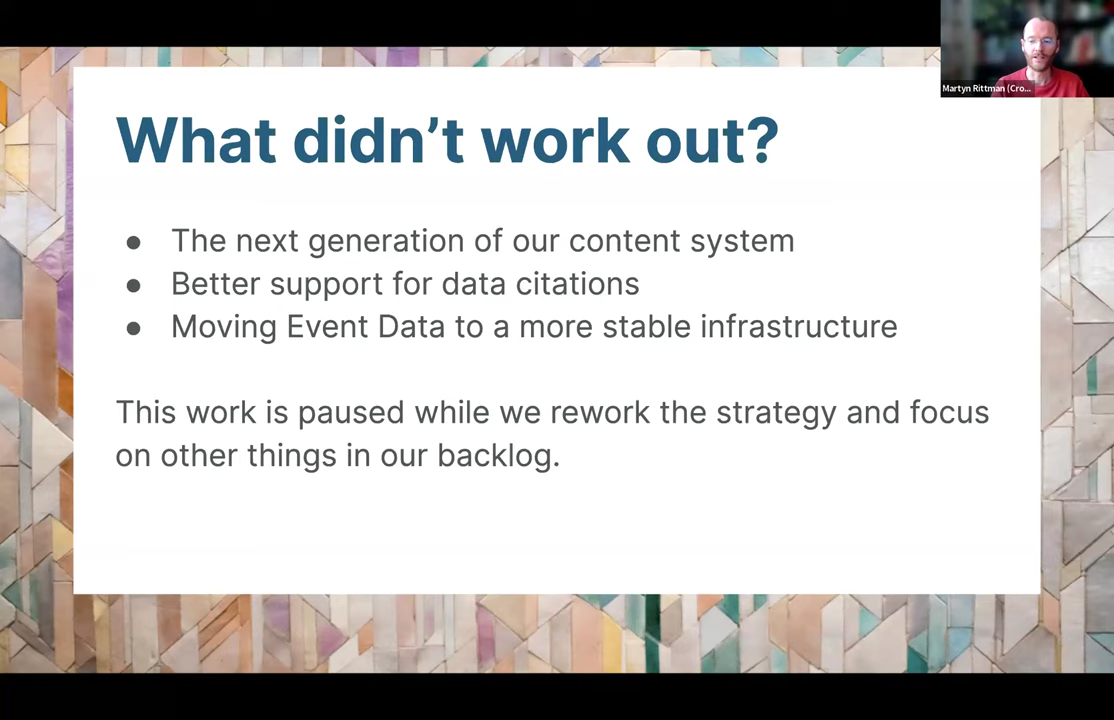 Martyn Rittman (Cro...
What didn’t work out?
● The next generation of our content system
● Better support for data citations
● Moving Event Data to a more stable infrastructure
This work is paused while we rework the strategy and focus
on other things in our backlog.